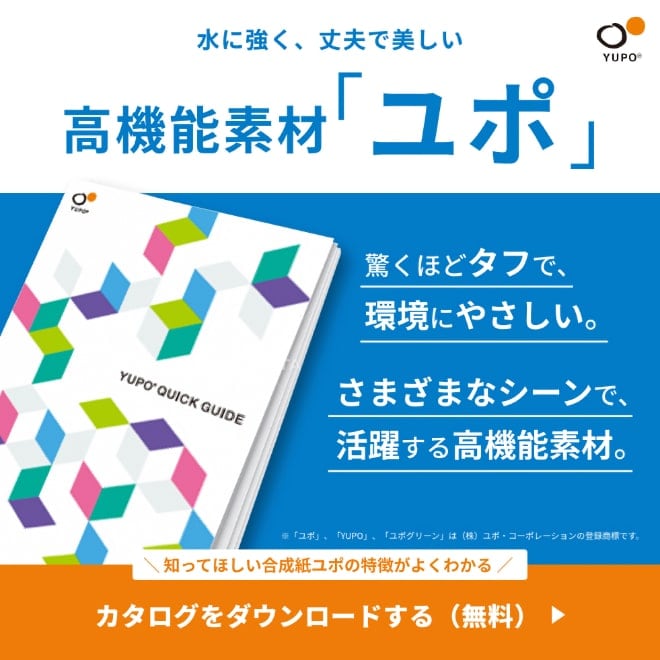 水に強く、丈夫で美しい
YUPO®
高機能素材「ユポ」
YUPO®
YUPO® QUICK GUIDE
驚くほどタフで、
環境にやさしい。
さまざまなシーンで、
活躍する高機能素材。
※「ユポ」、「YUPO」、「ユポグリーン」は（株）ユポ・コーポレーションの登録商標です。
＼ 知ってほしい合成紙ユポの特徴がよくわかる ／
カタログをダウンロードする（無料） ▶